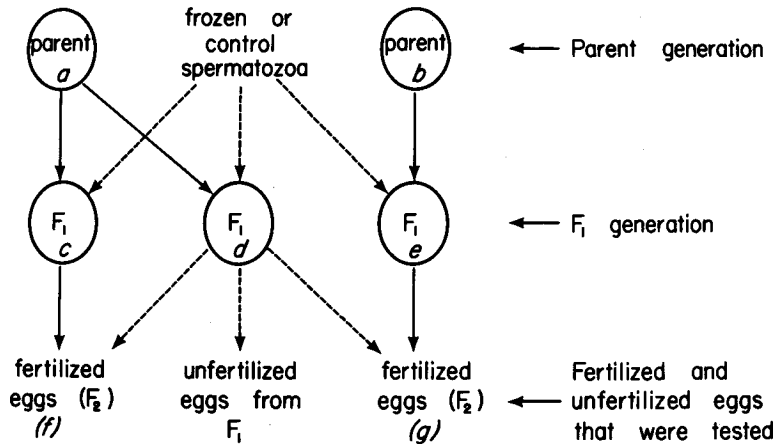 parent
a
frozen or
control
spermatozoa
parent
b
Parent generation
F₁
c
F₁
d
F₁
e
F₁ generation
fertilized
eggs (F₂)
(f)
unfertilized
eggs from
F₁
fertilized
eggs (F₂)
(g)
Fertilized and
unfertilized eggs
that were tested